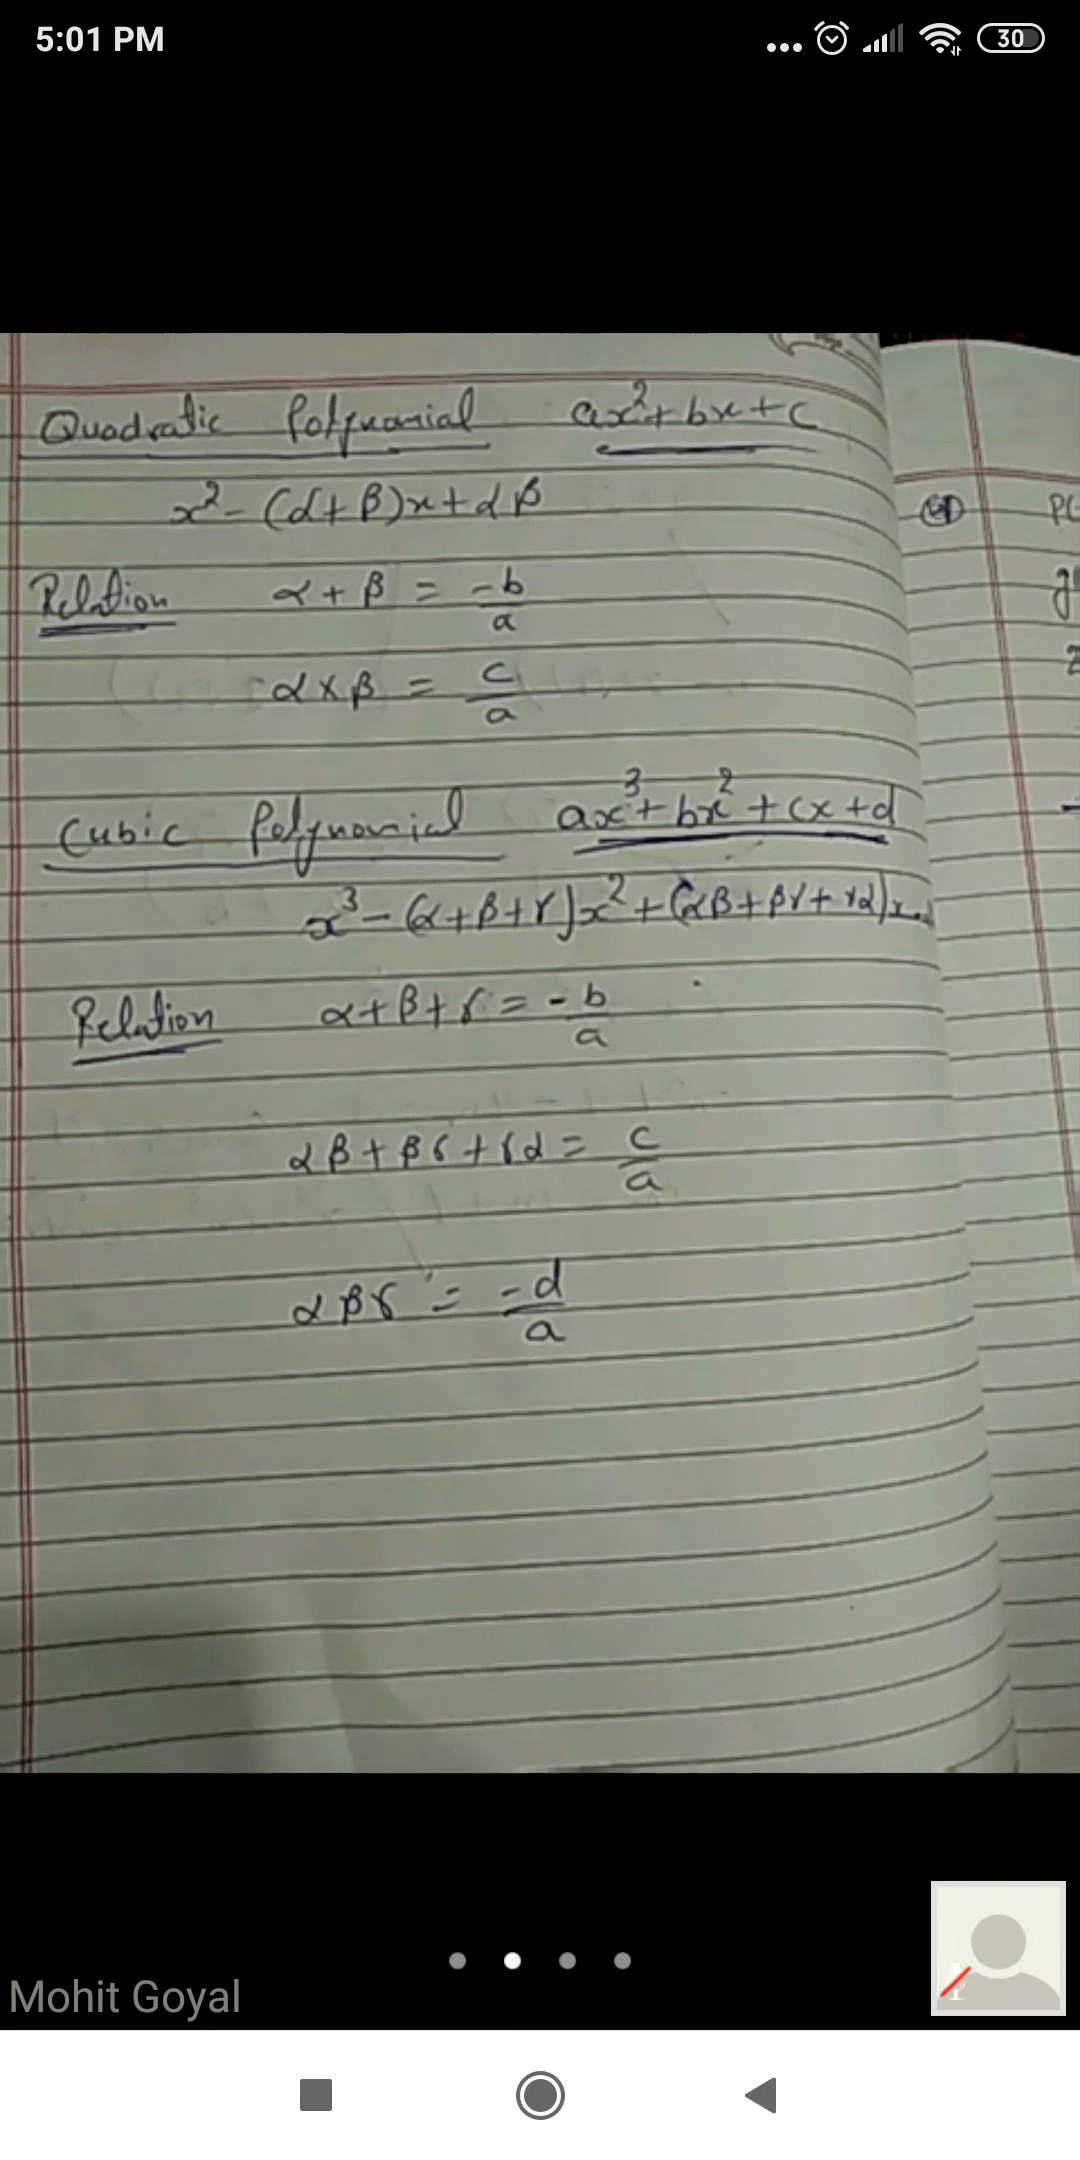 5:01 PM
30
Quadratic Polynomial ax²+bx+c
x² - (α+β)x+αβ
Relation α + β = -b/a
α x β = c/a
Cubic Polynomial ax³+bx²+cx+d
x³ - (α+β+γ)x² + (αβ+βγ+γα)x
Relation α+β+γ = -b/a
αβ+βγ+γα = c/a
αβγ = -d/a
Mohit Goyal